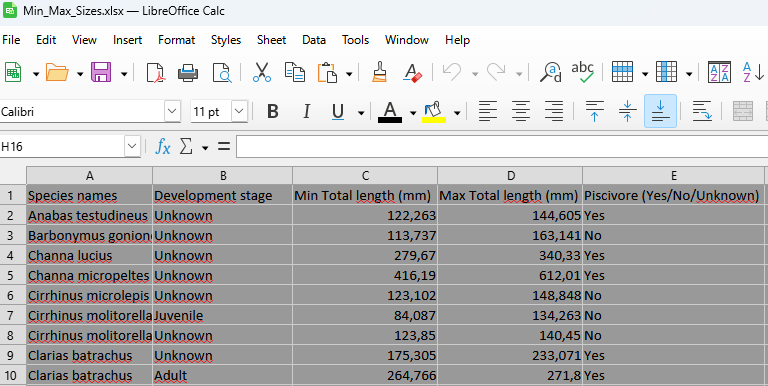 Min_Max_Sizes.xlsx — LibreOffice Calc
File Edit View Insert Format Styles Sheet Data Tools Window Help
abc A Z Z A A Z
Calibri 11 pt B I U A
H16 fx Σ =
A B C D E
1 Species names Development stage Min Total length (mm) Max Total length (mm) Piscivore (Yes/No/Unknown)
2 Anabas testudineus Unknown 122,263 144,605 Yes
3 Barbonymus gonion Unknown 113,737 163,141 No
4 Channa lucius Unknown 279,67 340,33 Yes
5 Channa micropeltes Unknown 416,19 612,01 Yes
6 Cirrhinus microlepis Unknown 123,102 148,848 No
7 Cirrhinus molitorella Juvenile 84,087 134,263 No
8 Cirrhinus molitorella Unknown 123,85 140,45 No
9 Clarias batrachus Unknown 175,305 233,071 Yes
10 Clarias batrachus Adult 264,766 271,8 Yes